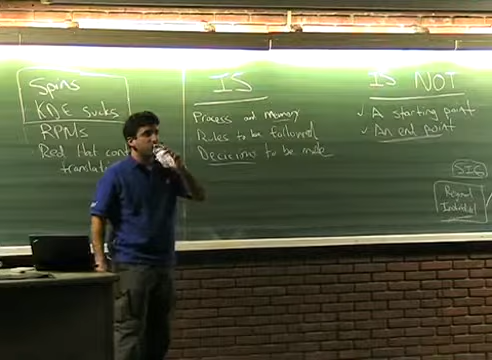 Spins
KDE sucks
RPMs
Red Hat
IS
Process and Memory
Rules to be followed
Decisions to be made
IS NOT
A starting point
An end point
SIG
Beyond
Individual